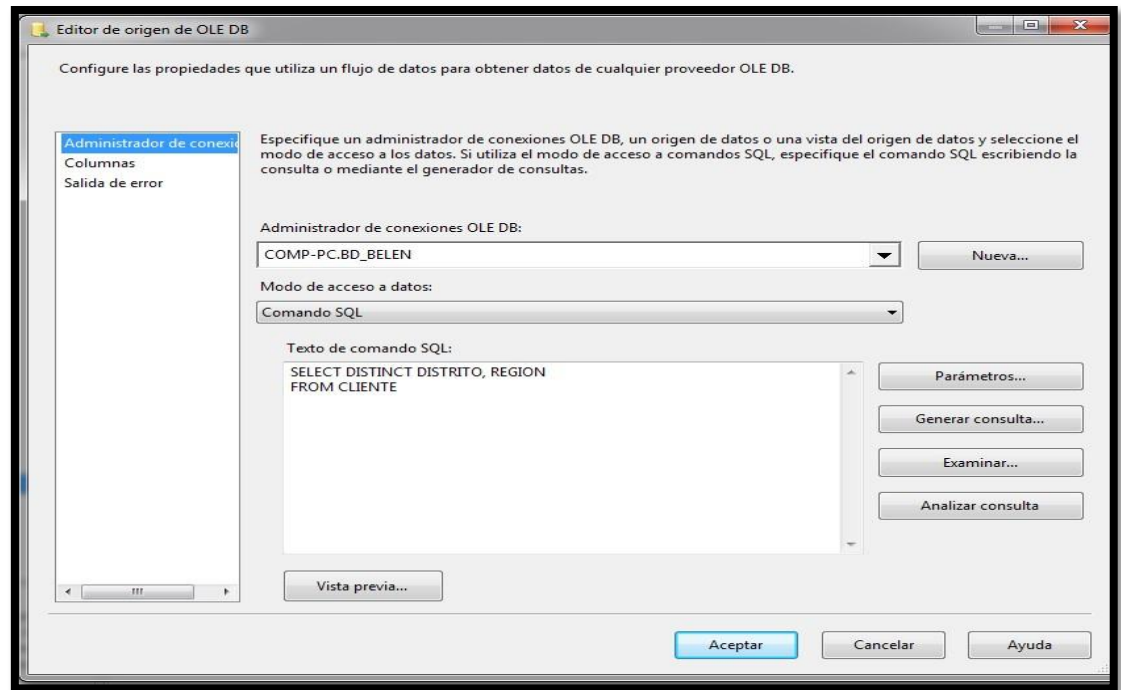 Editor de origen de OLE DB
Configure las propiedades que utiliza un flujo de datos para obtener datos de cualquier proveedor OLE DB.
Administrador de conexi
Columnas
Salida de error
Especifique un administrador de conexiones OLE DB, un origen de datos o una vista del origen de datos y seleccione el
modo de acceso a los datos. Si utiliza el modo de acceso a comandos SQL, especifique el comando SQL escribiendo la
consulta o mediante el generador de consultas.
Administrador de conexiones OLE DB:
COMP-PC.BD_BELEN
Nueva...
Modo de acceso a datos:
Comando SQL
Texto de comando SQL:
SELECT DISTINCT DISTRITO, REGION
FROM CLIENTE
Parámetros...
Generar consulta...
Examinar...
Analizar consulta
Vista previa...
Aceptar
Cancelar
Ayuda